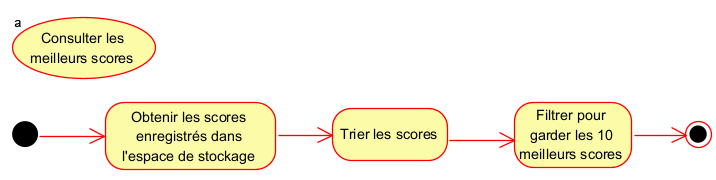 a
Consulter les
meilleurs scores
Obtenir les scores
enregistrés dans
l'espace de stockage
Trier les scores
Filtrer pour
garder les 10
meilleurs scores